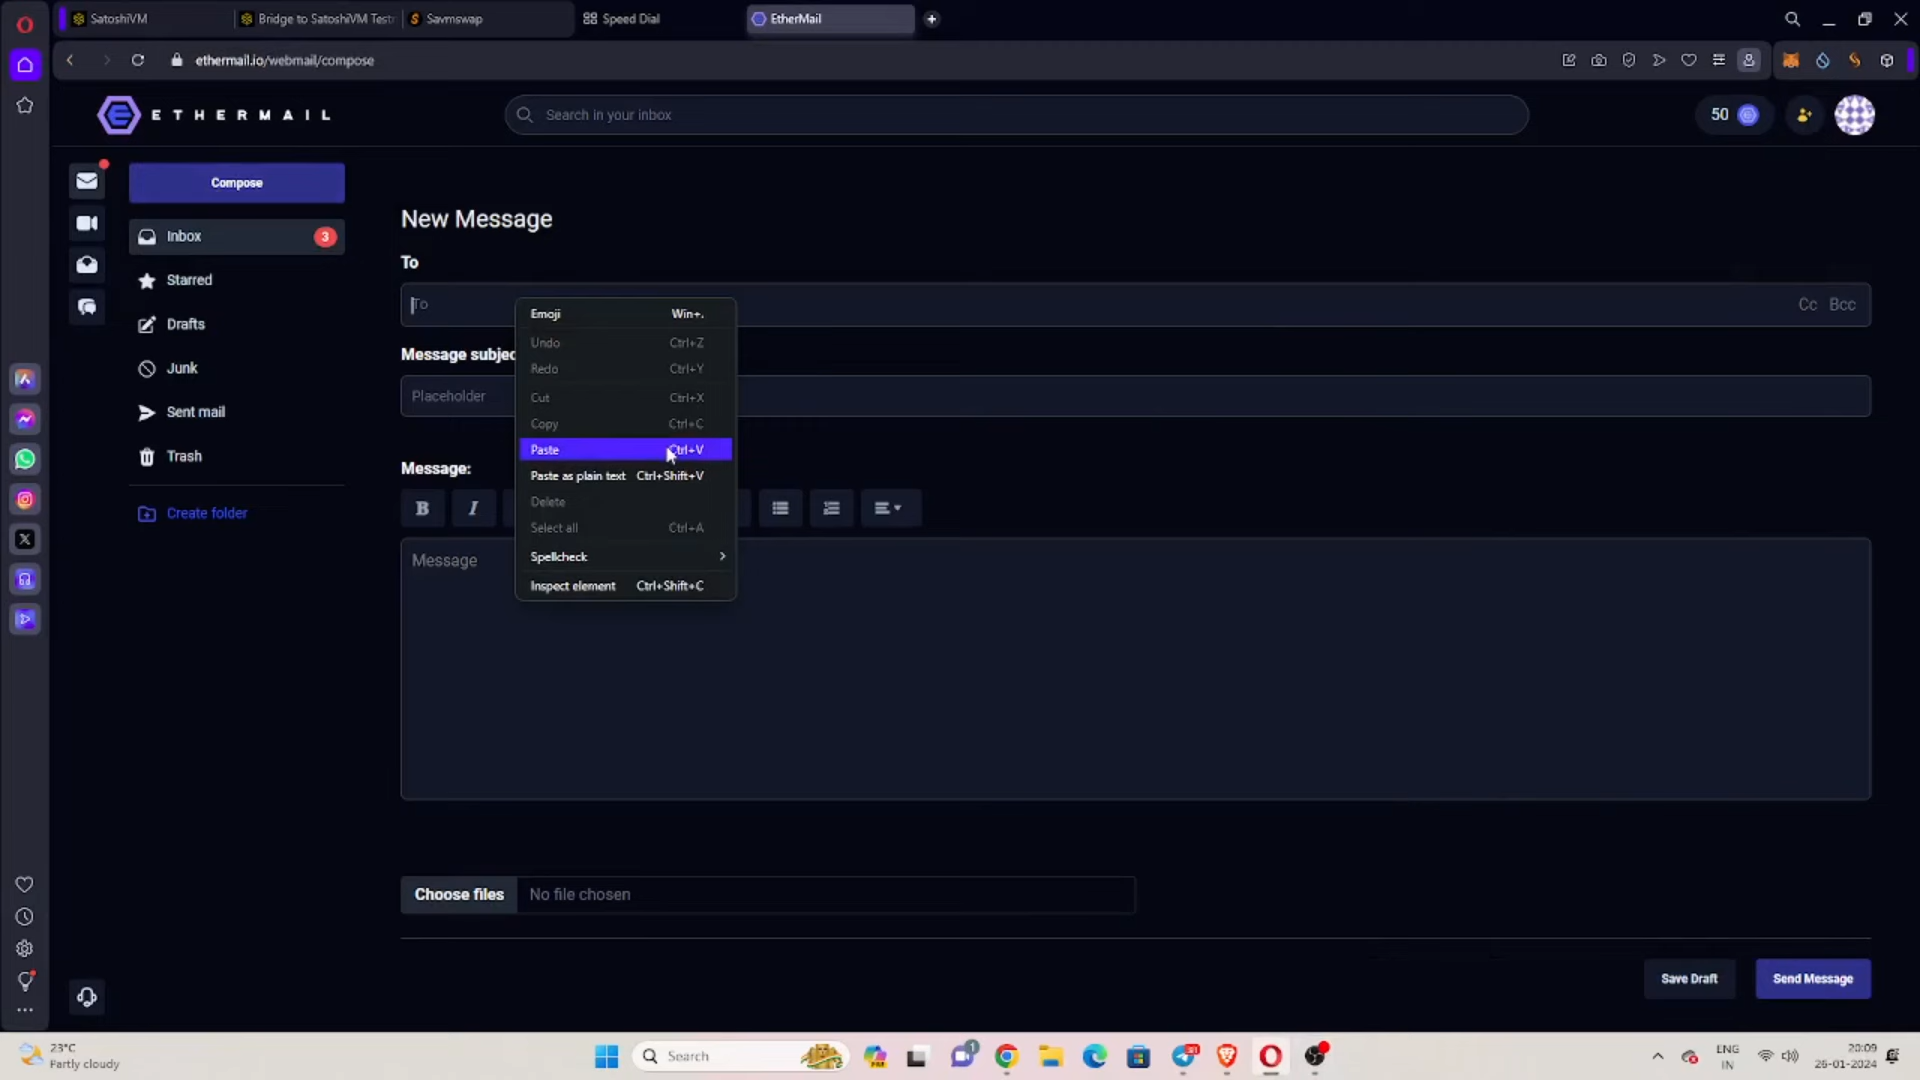 SatoshiVM
Bridge to SatoshiVM Testn
Savmswap
Speed Dial
EtherMail
ethermail.io/webmail/compose
ETHERMAIL
Search in your inbox
50
Compose
Inbox
3
Starred
Drafts
Junk
Sent mail
Trash
Create folder
New Message
To
To
Cc Bcc
Message subjec
Placeholder
Message:
B
I
Message
Emoji Win+.
Undo Ctrl+Z
Redo Ctrl+Y
Cut Ctrl+X
Copy Ctrl+C
Paste Ctrl+V
Paste as plain text Ctrl+Shift+V
Delete
Select all Ctrl+A
Spellcheck
Inspect element Ctrl+Shift+C
Choose files No file chosen
Save Draft
Send Message
23°C
Partly cloudy
Search
1
ENG
IN
20:09
26-01-2024